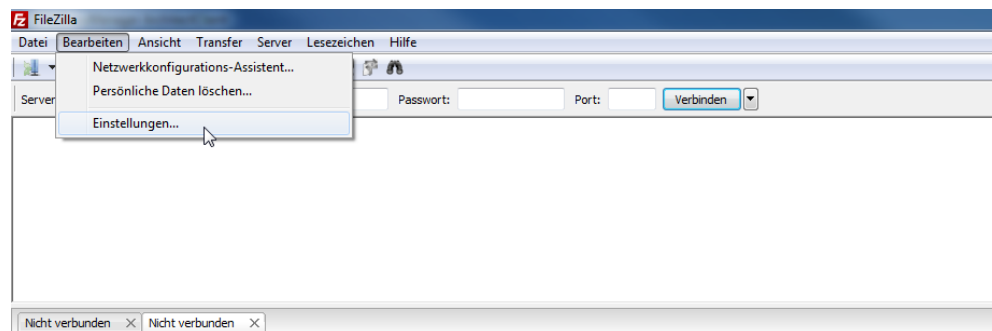 FileZilla
Datei Bearbeiten Ansicht Transfer Server Lesezeichen Hilfe
Netzwerkkonfigurations-Assistent...
Persönliche Daten löschen...
Server Passwort: Port: Verbinden
Einstellungen...
Nicht verbunden Nicht verbunden